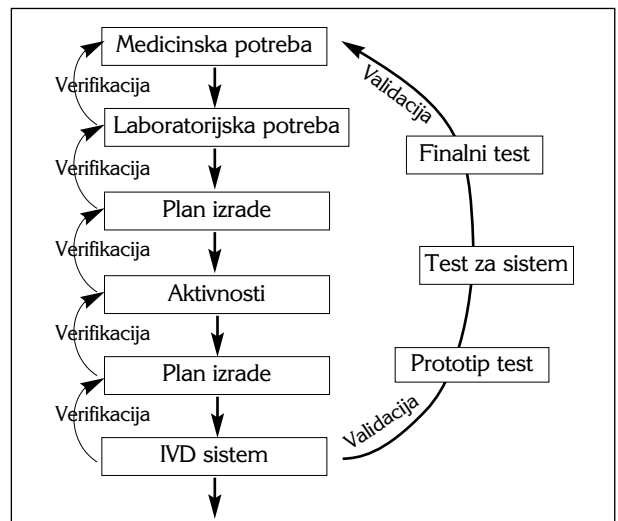 Medicinska potreba
Verifikacija
Laboratorijska potreba
Verifikacija
Plan izrade
Verifikacija
Aktivnosti
Verifikacija
Plan izrade
Verifikacija
IVD sistem
Validacija
Prototip test
Test za sistem
Finalni test
Validacija